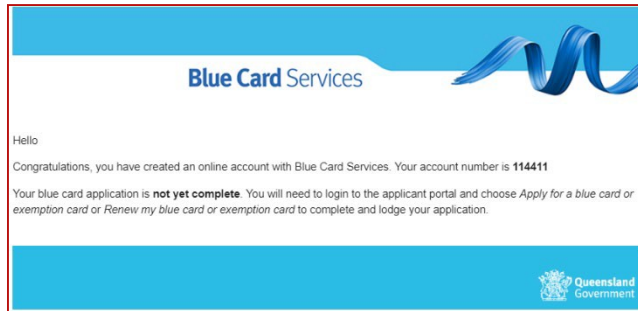 Blue Card Services
Hello
Congratulations, you have created an online account with Blue Card Services. Your account number is 114411
Your blue card application is not yet complete. You will need to login to the applicant portal and choose Apply for a blue card or
exemption card or Renew my blue card or exemption card to complete and lodge your application.
Queensland
Government